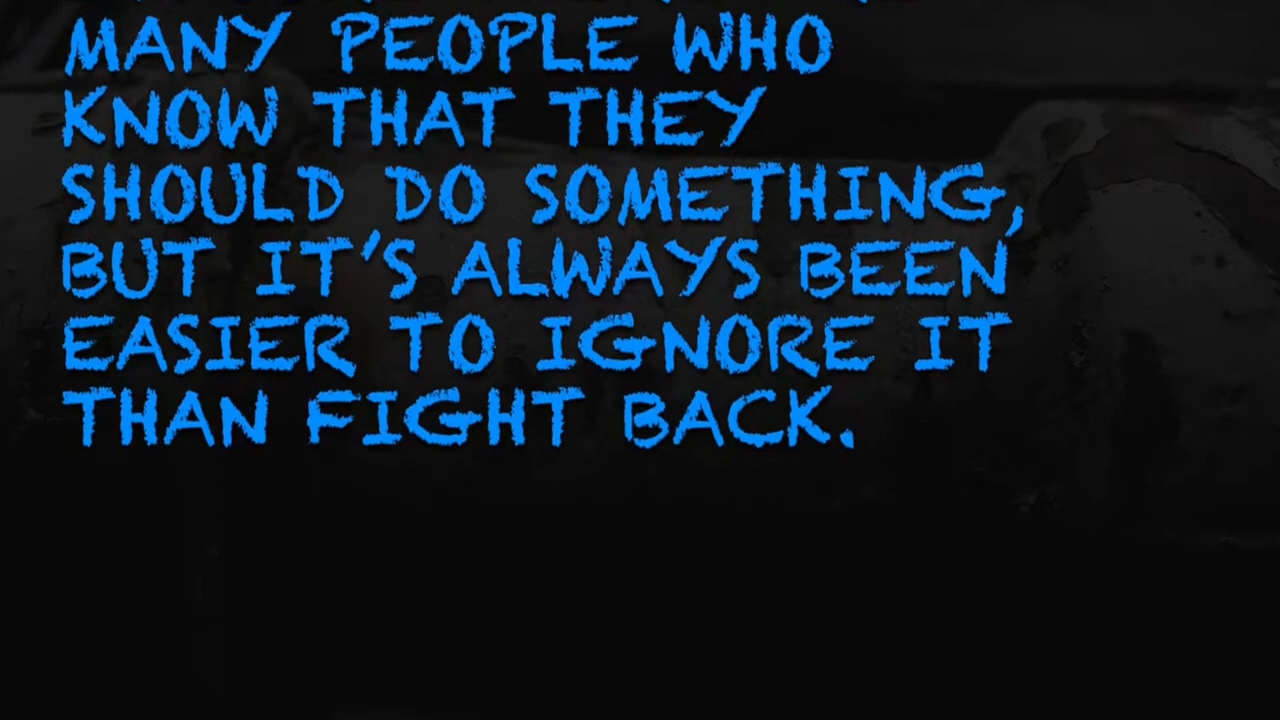 MANY PEOPLE WHO
KNOW THAT THEY
SHOULD DO SOMETHING,
BUT IT'S ALWAYS BEEN
EASIER TO IGNORE IT
THAN FIGHT BACK.